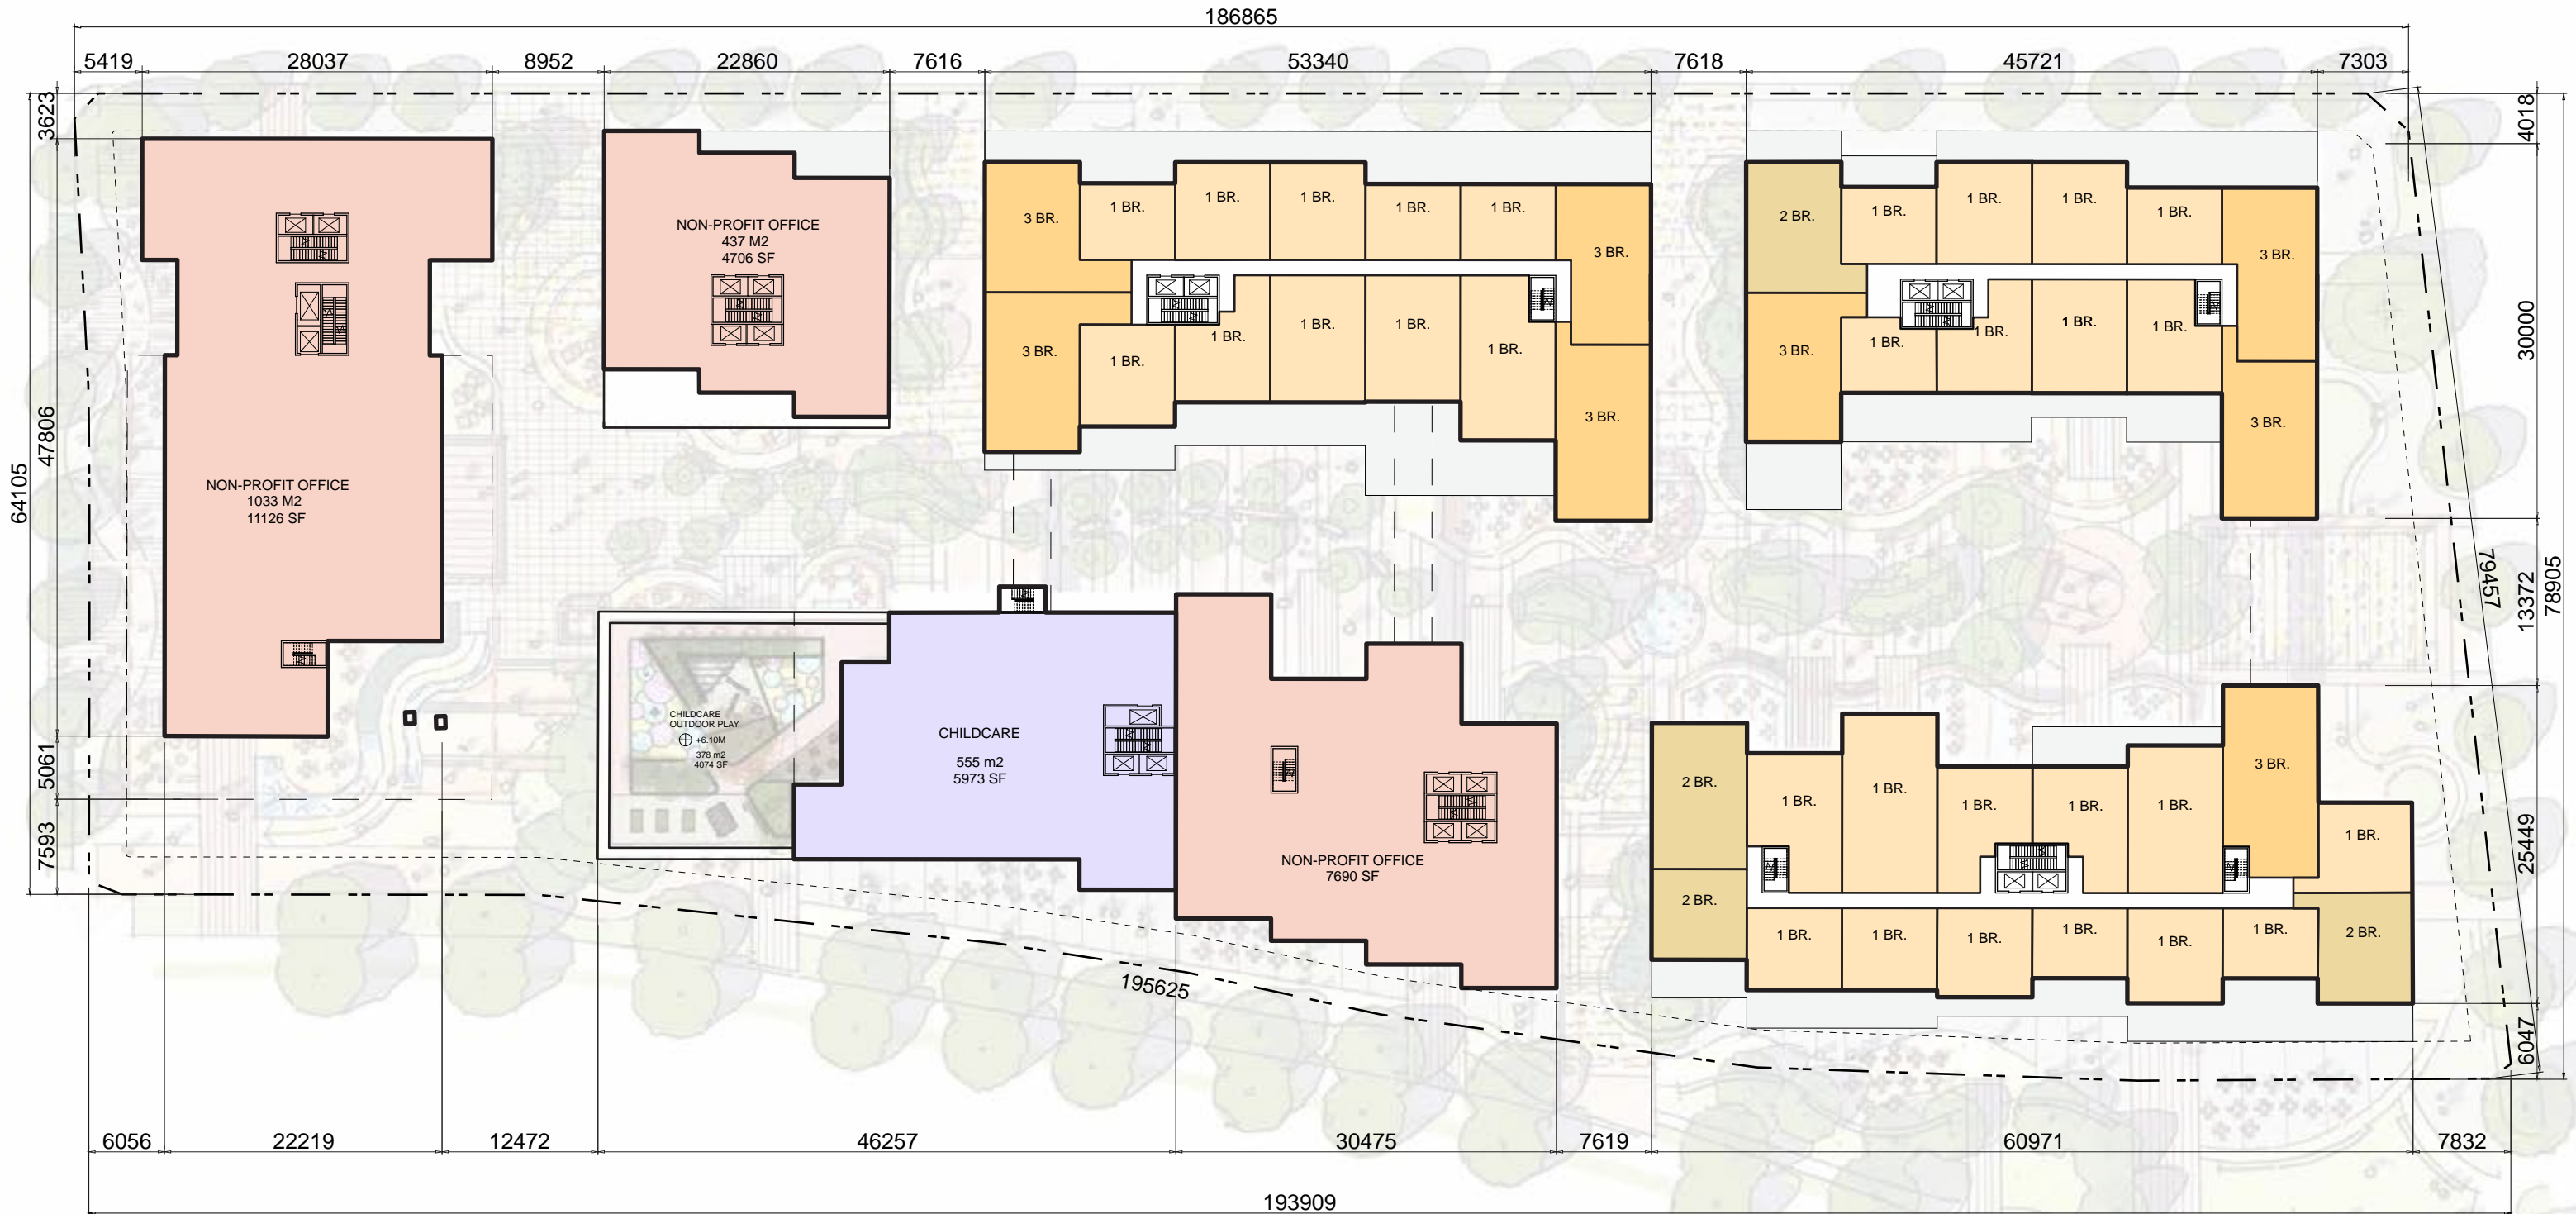 186865
5419 28037 8952 22860 7616 53340 7618 45721 7303
3623
47806
64105
5061
7593
4018
30000
13372
78905
79457
25449
6047
NON-PROFIT OFFICE
1033 M2
11126 SF
NON-PROFIT OFFICE
437 M2
4706 SF
3 BR.
1 BR.
1 BR.
1 BR.
1 BR.
1 BR.
3 BR.
3 BR.
1 BR.
1 BR.
1 BR.
1 BR.
1 BR.
3 BR.
2 BR.
1 BR.
1 BR.
1 BR.
1 BR.
3 BR.
3 BR.
1 BR.
1 BR.
1 BR.
1 BR.
3 BR.
CHILDCARE
OUTDOOR PLAY
+6.10M
378 m2
4074 SF
CHILDCARE
555 m2
5973 SF
NON-PROFIT OFFICE
7690 SF
2 BR.
1 BR.
1 BR.
1 BR.
1 BR.
1 BR.
3 BR.
1 BR.
2 BR.
1 BR.
1 BR.
1 BR.
1 BR.
1 BR.
1 BR.
2 BR.
195625
6056 22219 12472 46257 30475 7619 60971 7832
193909